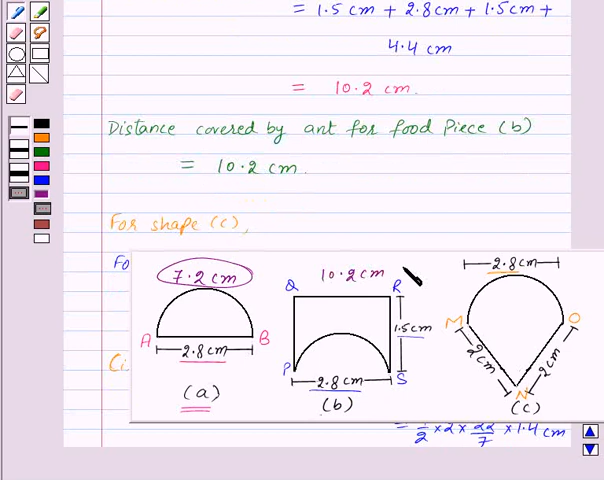 = 1.5 cm + 2.8 cm + 1.5 cm +
4.4 cm
= 10.2 cm.
Distance covered by ant for food Piece (b)
= 10.2 cm.
For shape (c),
Fo
7.2 cm
10.2 cm
2.8 cm
Q
R
A
B
1.5 cm
M
O
P
S
2 cm
2 cm
2.8 cm
2.8 cm
N
Ci
(a)
(b)
(c)
= 1/2 × 2 × 22/7 × 1.4 cm